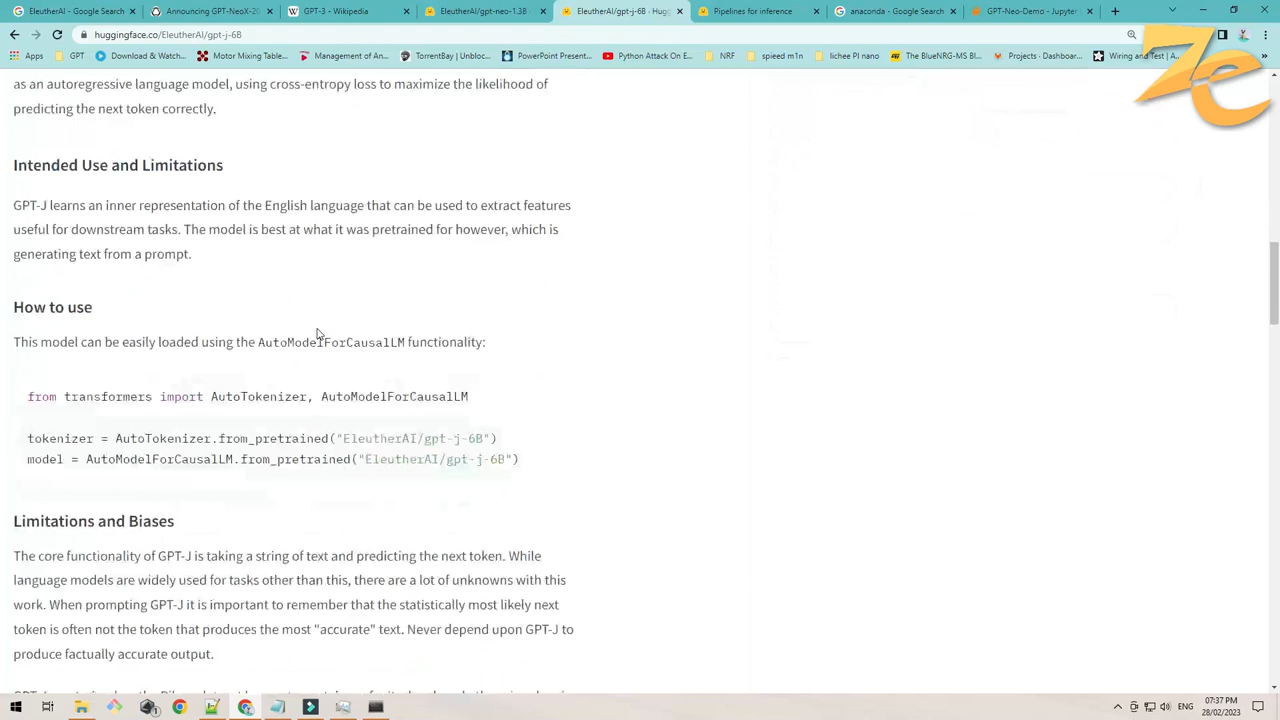 eleuther - Google Search
Announcing GPT-NeoX-20
GPT-3 - Wikipedia
EleutherAI/gpt-neo-1.3B
EleutherAI/gpt-j-6B - Hugg
Pipelines for inference
anaconda - Google Search
GPT-Neo-Demo - Jupyter
huggingface.co/EleutherAI/gpt-j-6B
Apps
GPT
Download & Watch...
Motor Mixing Table...
Management of An...
TorrentBay | Unbloc...
PowerPoint Present...
Python Attack On E...
NRF
spieed m1n
lichee PI nano
The BlueNRG-MS Bl...
Projects · Dashboar...
Wiring and Test | A...
»
ZC
as an autoregressive language model, using cross-entropy loss to maximize the likelihood of
predicting the next token correctly.
Intended Use and Limitations
GPT-J learns an inner representation of the English language that can be used to extract features
useful for downstream tasks. The model is best at what it was pretrained for however, which is
generating text from a prompt.
How to use
This model can be easily loaded using the AutoModelForCausalLM functionality:
from transformers import AutoTokenizer, AutoModelForCausalLM
tokenizer = AutoTokenizer.from_pretrained("EleutherAI/gpt-j-6B")
model = AutoModelForCausalLM.from_pretrained("EleutherAI/gpt-j-6B")
Limitations and Biases
The core functionality of GPT-J is taking a string of text and predicting the next token. While
language models are widely used for tasks other than this, there are a lot of unknowns with this
work. When prompting GPT-J it is important to remember that the statistically most likely next
token is often not the token that produces the most "accurate" text. Never depend upon GPT-J to
produce factually accurate output.
ENG
07:37 PM
28/02/2023